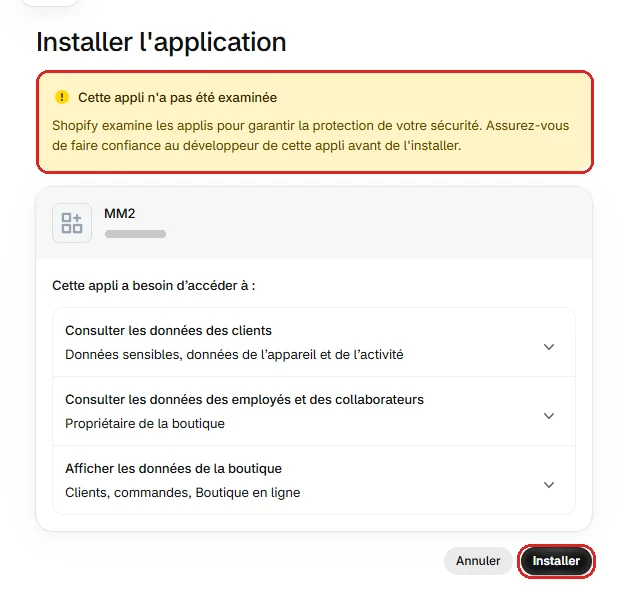 Installer l'application
Cette appli n'a pas été examinée
Shopify examine les applis pour garantir la protection de votre sécurité. Assurez-vous
de faire confiance au développeur de cette appli avant de l'installer.
MM2
Cette appli a besoin d’accéder à :
Consulter les données des clients
Données sensibles, données de l’appareil et de l’activité
Consulter les données des employés et des collaborateurs
Propriétaire de la boutique
Afficher les données de la boutique
Clients, commandes, Boutique en ligne
Annuler
Installer